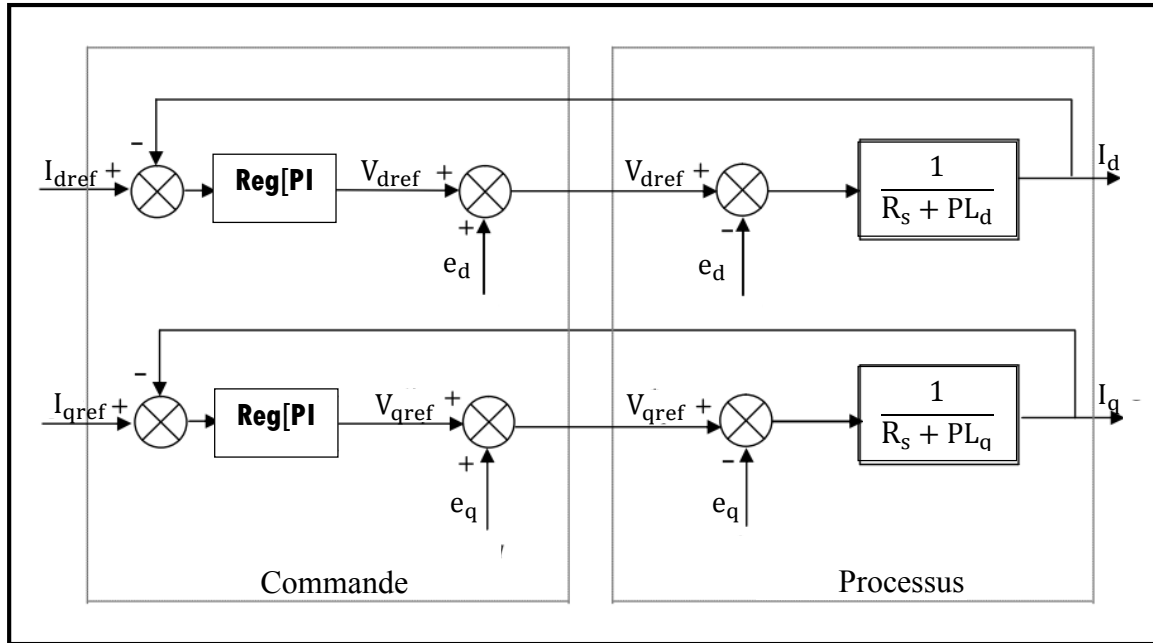 I_dref + − Reg[PI V_dref + + e_d V_dref + − e_d 1 / (R_s + PL_d) I_d
I_qref + − Reg[PI V_qref + + e_q V_qref + − e_q 1 / (R_s + PL_q) I_q
Commande Processus